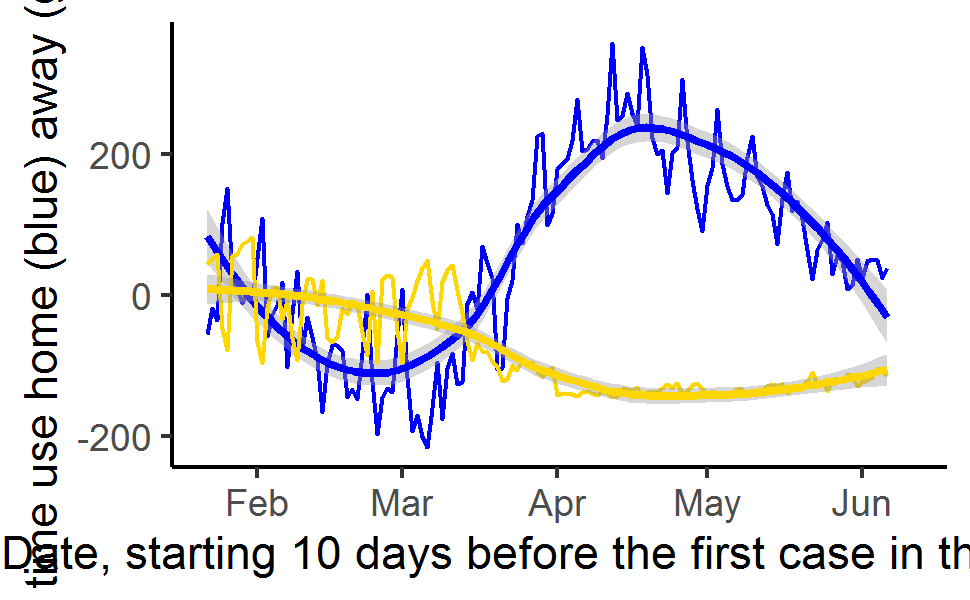 time use home (blue) away (
200
0
-200
Feb Mar Apr May Jun
Date, starting 10 days before the first case in th